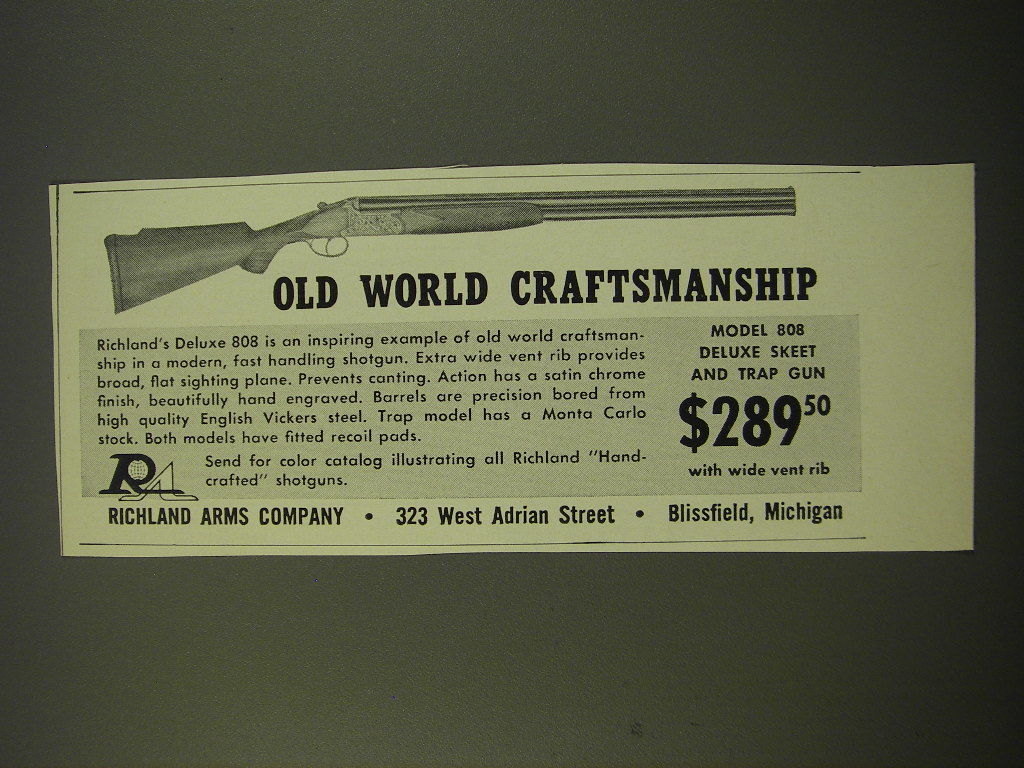 OLD WORLD CRAFTSMANSHIP
Richland's Deluxe 808 is an inspiring example of old world craftsman-
ship in a modern, fast handling shotgun. Extra wide vent rib provides
broad, flat sighting plane. Prevents canting. Action has a satin chrome
finish, beautifully hand engraved. Barrels are precision bored from
high quality English Vickers steel. Trap model has a Monta Carlo
stock. Both models have fitted recoil pads.
Send for color catalog illustrating all Richland "Hand-
crafted" shotguns.
RA
MODEL 808
DELUXE SKEET
AND TRAP GUN
$289 50
with wide vent rib
RICHLAND ARMS COMPANY • 323 West Adrian Street • Blissfield, Michigan